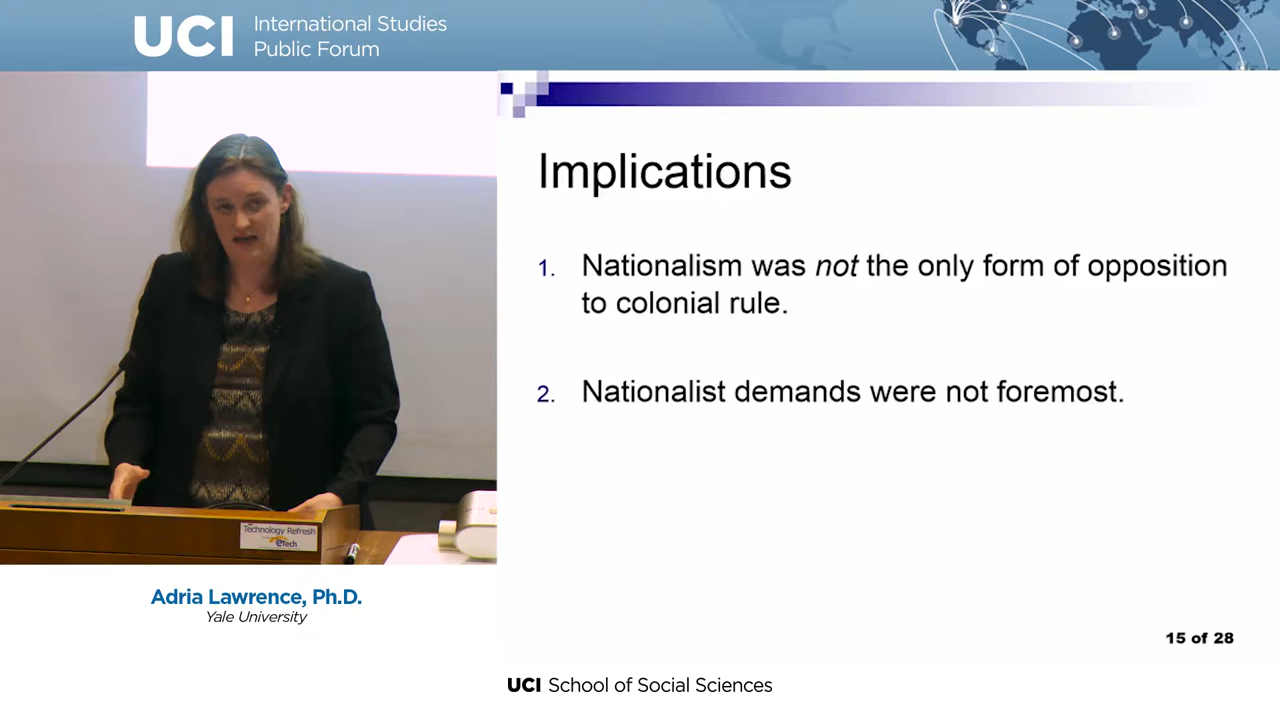 UCI International Studies
Public Forum
Implications
1. Nationalism was not the only form of opposition
to colonial rule.
2. Nationalist demands were not foremost.
Technology Refresh
eTech
Adria Lawrence, Ph.D.
Yale University
15 of 28
UCI School of Social Sciences